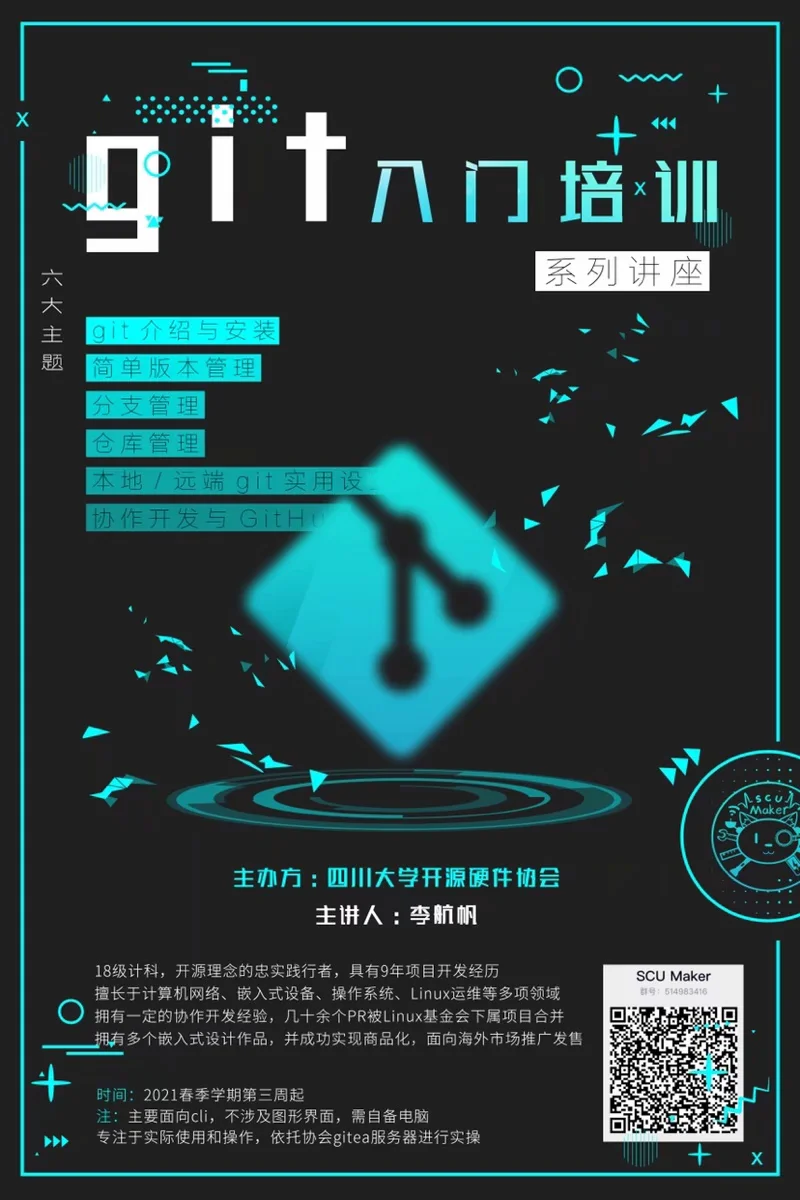 git入门培训
系列讲座
六大主题
git 介绍与安装
简单版本管理
分支管理
仓库管理
本地 / 远端 git 实用设
协作开发与 GitHu
SCU
Maker
主办方：四川大学开源硬件协会
主讲人：李航帆
18级计科，开源理念的忠实践行者，具有9年项目开发经历
擅长于计算机网络、嵌入式设备、操作系统、Linux运维等多项领域
拥有一定的协作开发经验，几十余个PR被Linux基金会下属项目合并
拥有多个嵌入式设计作品，并成功实现商品化，面向海外市场推广发售
SCU Maker
群号：514983416
时间：2021春季学期第三周起
注：主要面向cli，不涉及图形界面，需自备电脑
专注于实际使用和操作，依托协会gitea服务器进行实操